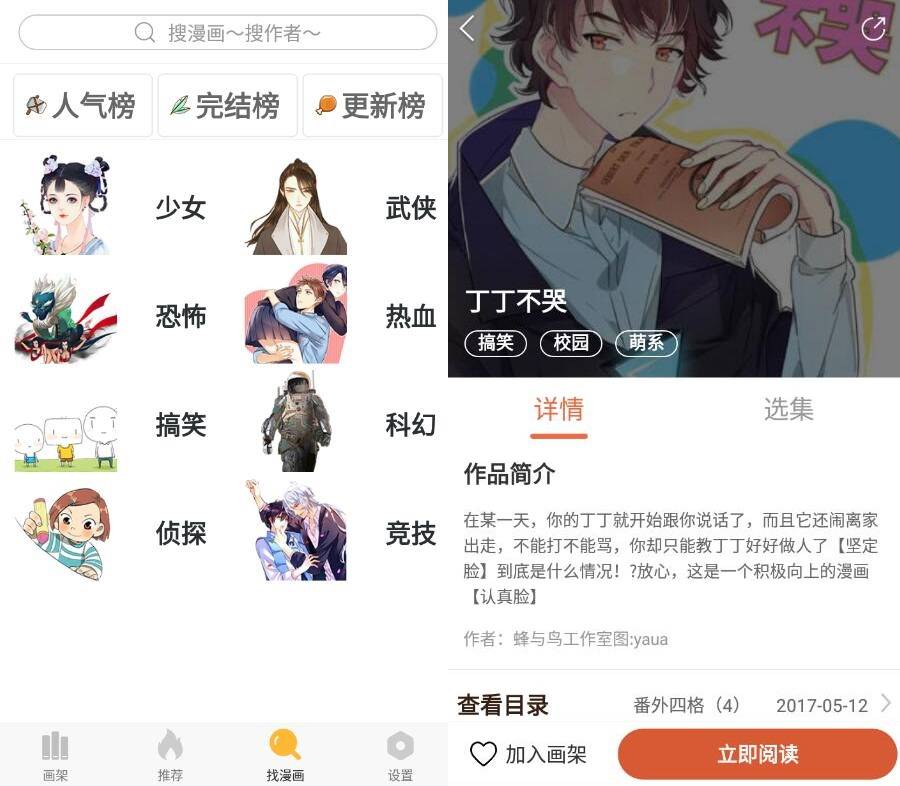 搜漫画～搜作者～
人气榜
完结榜
更新榜
少女
武侠
恐怖
热血
搞笑
科幻
侦探
竞技
画架
推荐
找漫画
设置
不哭
丁丁不哭
搞笑
校园
萌系
详情
选集
作品简介
在某一天，你的丁丁就开始跟你说话了，而且它还闹离家
出走，不能打不能骂，你却只能教丁丁好好做人了【坚定
脸】到底是什么情况！?放心，这是一个积极向上的漫画
【认真脸】
作者：蜂与鸟工作室图:yaua
查看目录
番外四格（4）
2017-05-12
加入画架
立即阅读